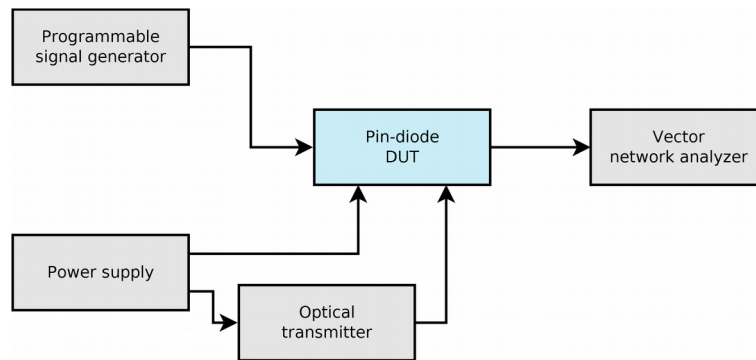 Programmable
signal generator
Pin-diode
DUT
Vector
network analyzer
Power supply
Optical
transmitter